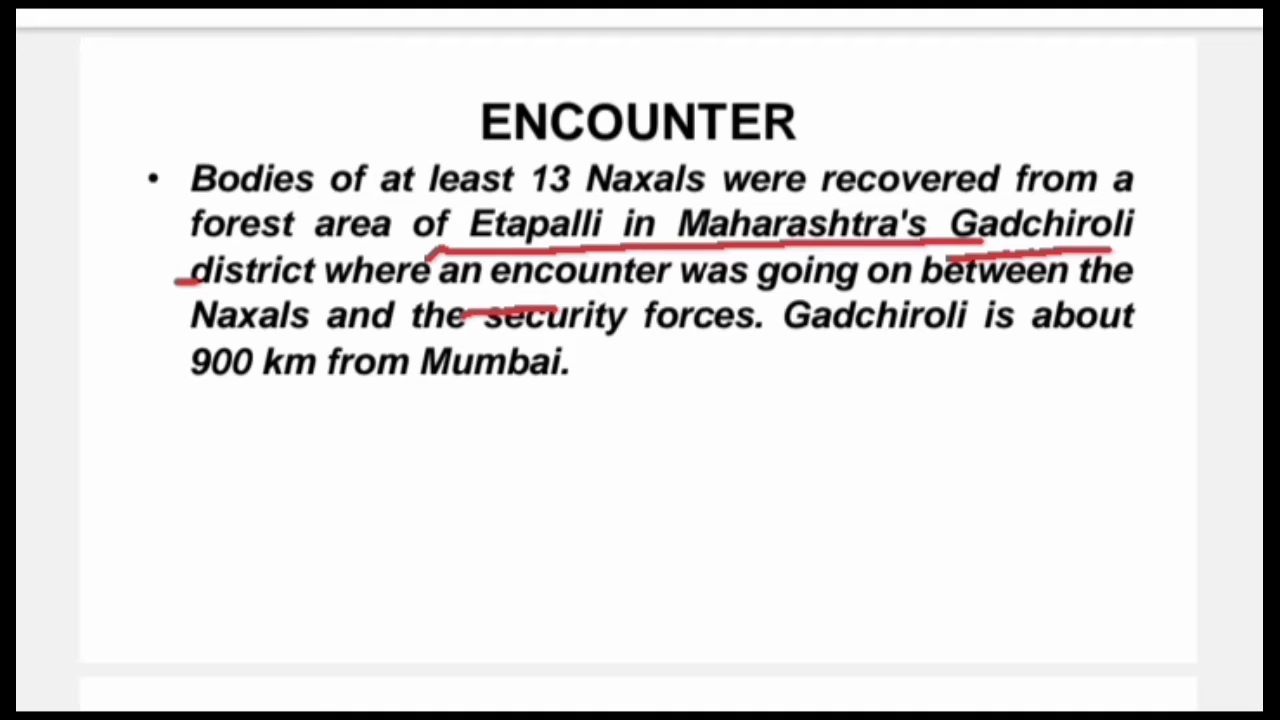 ENCOUNTER
• Bodies of at least 13 Naxals were recovered from a
forest area of Etapalli in Maharashtra's Gadchiroli
district where an encounter was going on between the
Naxals and the security forces. Gadchiroli is about
900 km from Mumbai.